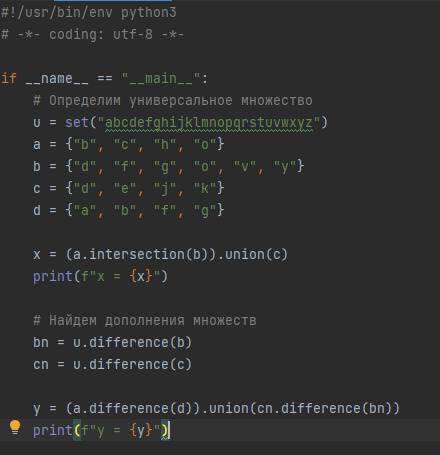 #!/usr/bin/env python3
# -*- coding: utf-8 -*-
if __name__ == "__main__":
# Определим универсальное множество
u = set("abcdefghijklmnopqrstuvwxyz")
a = {"b", "c", "h", "o"}
b = {"d", "f", "g", "o", "v", "y"}
c = {"d", "e", "j", "k"}
d = {"a", "b", "f", "g"}
x = (a.intersection(b)).union(c)
print(f"x = {x}")
# Найдем дополнения множеств
bn = u.difference(b)
cn = u.difference(c)
y = (a.difference(d)).union(cn.difference(bn))
print(f"y = {y}")